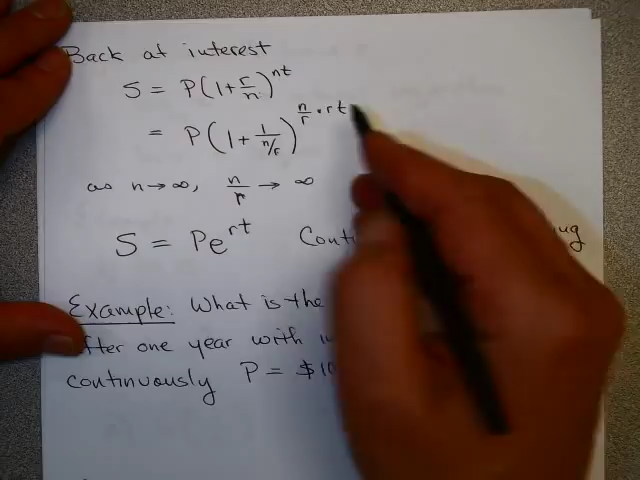 Back at interest
S = P(1+r/n)^nt
= P(1+1/(n/r))^(n/r · rt)
as n→∞, n/r → ∞
S = Pe^rt
Example: What is the
after one year with
continuously P = $